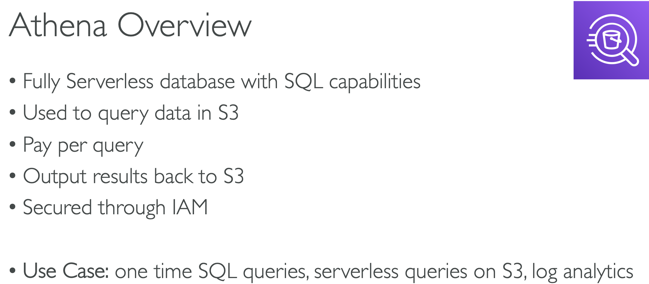 Athena Overview
• Fully Serverless database with SQL capabilities
• Used to query data in S3
• Pay per query
• Output results back to S3
• Secured through IAM
• Use Case: one time SQL queries, serverless queries on S3, log analytics